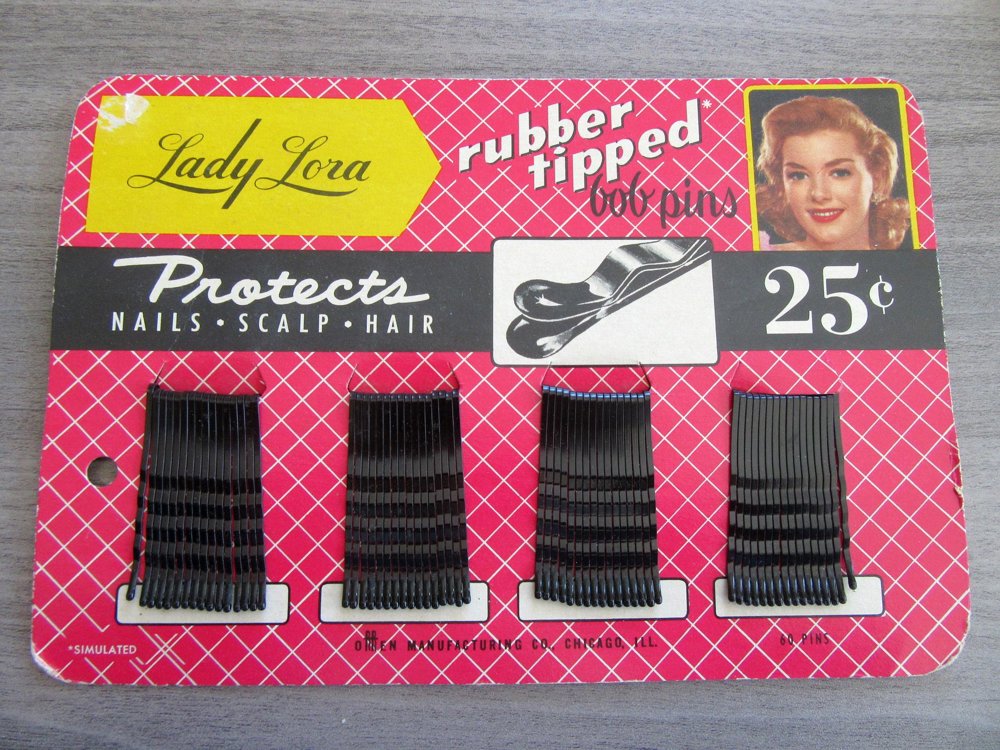 Lady Lora
rubber
tipped*
bob pins
Protects
NAILS • SCALP • HAIR
25¢
*SIMULATED
MANUFACTURING CO., CHICAGO, ILL.
60 PINS